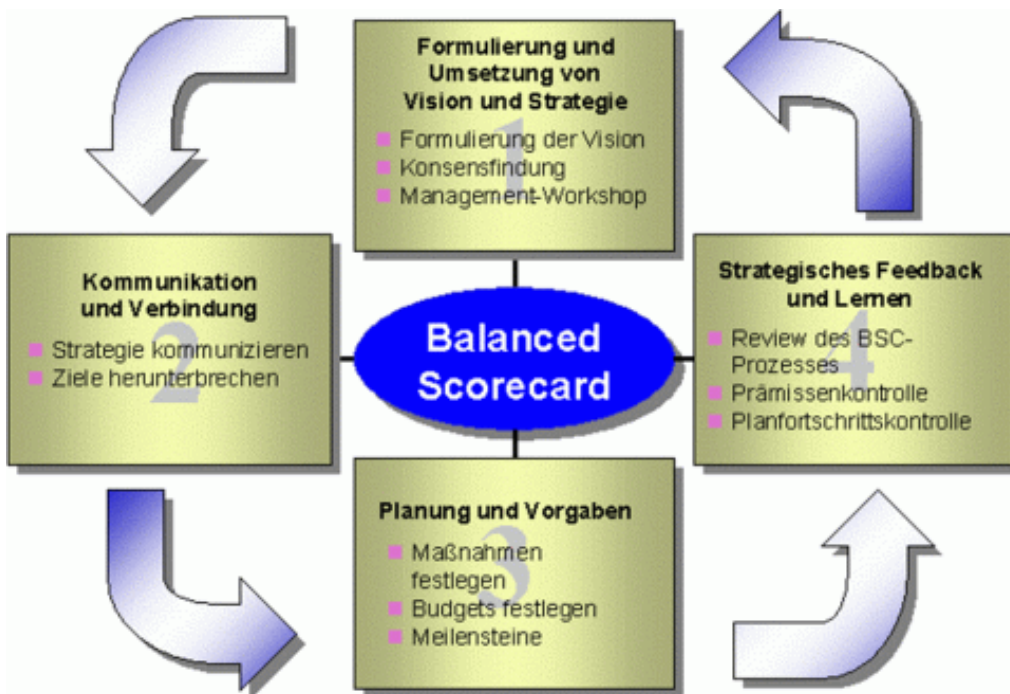 Formulierung und
Umsetzung von
Vision und Strategie
1
Formulierung der Vision
Konsensfindung
Management-Workshop
Kommunikation
und Verbindung
2
Strategie kommunizieren
Ziele herunterbrechen
Balanced
Scorecard
Strategisches Feedback
und Lernen
4
Review des BSC-
Prozesses
Prämissenkontrolle
Planfortschrittskontrolle
Planung und Vorgaben
3
Maßnahmen
festlegen
Budgets festlegen
Meilensteine